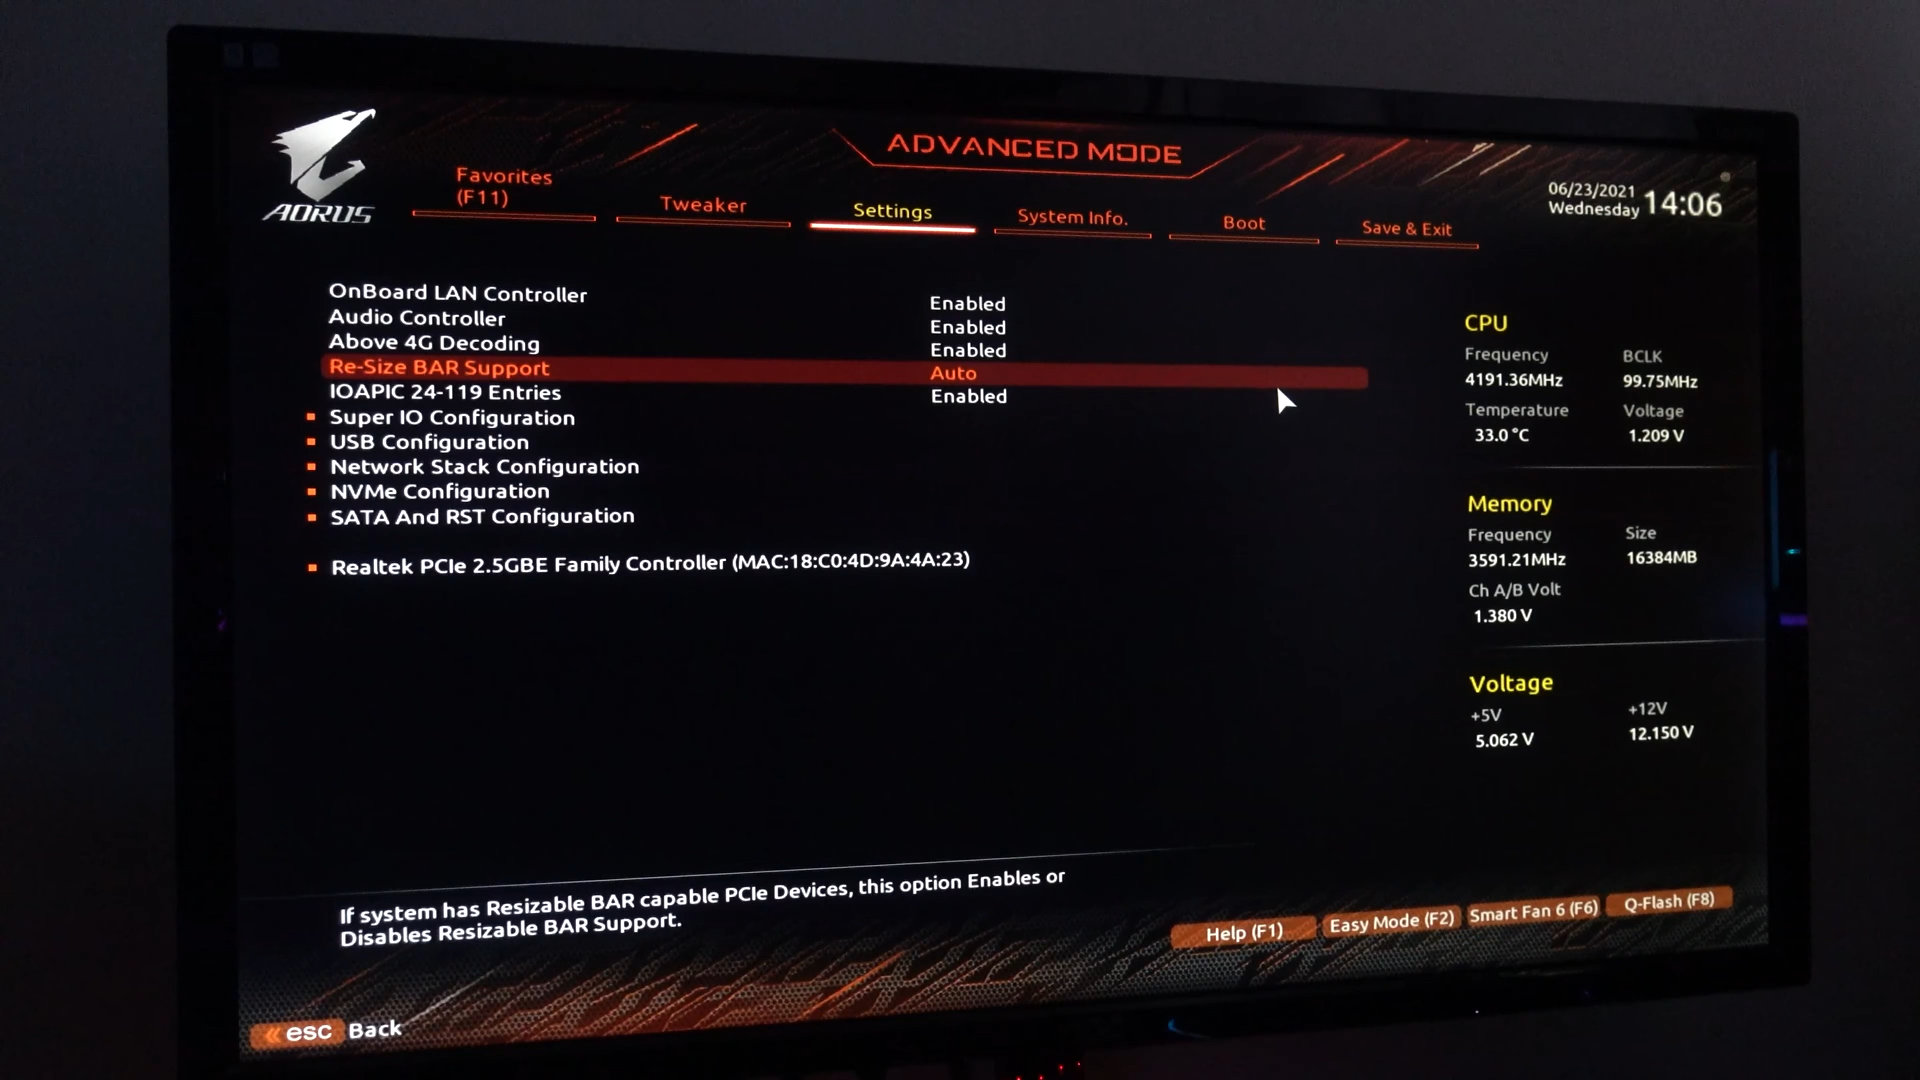 AORUS
ADVANCED MODE
Favorites
(F11)
Tweaker
Settings
System Info.
Boot
Save & Exit
06/23/2021
Wednesday
14:06
OnBoard LAN Controller Enabled
Audio Controller Enabled
Above 4G Decoding Enabled
Re-Size BAR Support Auto
IOAPIC 24-119 Entries Enabled
Super IO Configuration
USB Configuration
Network Stack Configuration
NVMe Configuration
SATA And RST Configuration
Realtek PCIe 2.5GBE Family Controller (MAC:18:C0:4D:9A:4A:23)
CPU
Frequency BCLK
4191.36MHz 99.75MHz
Temperature Voltage
33.0 °C 1.209 V
Memory
Frequency Size
3591.21MHz 16384MB
Ch A/B Volt
1.380 V
Voltage
+5V +12V
5.062 V 12.150 V
If system has Resizable BAR capable PCIe Devices, this option Enables or
Disables Resizable BAR Support.
Help (F1)
Easy Mode (F2)
Smart Fan 6 (F6)
Q-Flash (F8)
esc Back